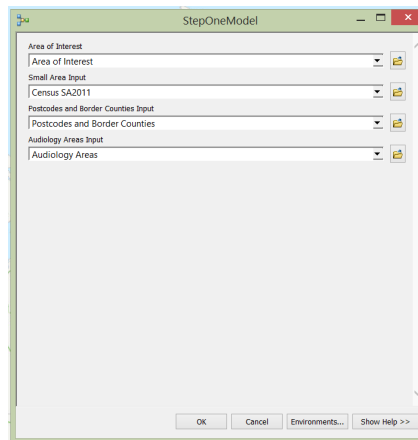 StepOneModel
Area of Interest
Area of Interest
Small Area Input
Census SA2011
Postcodes and Border Counties Input
Postcodes and Border Counties
Audiology Areas Input
Audiology Areas
OK Cancel Environments... Show Help >>